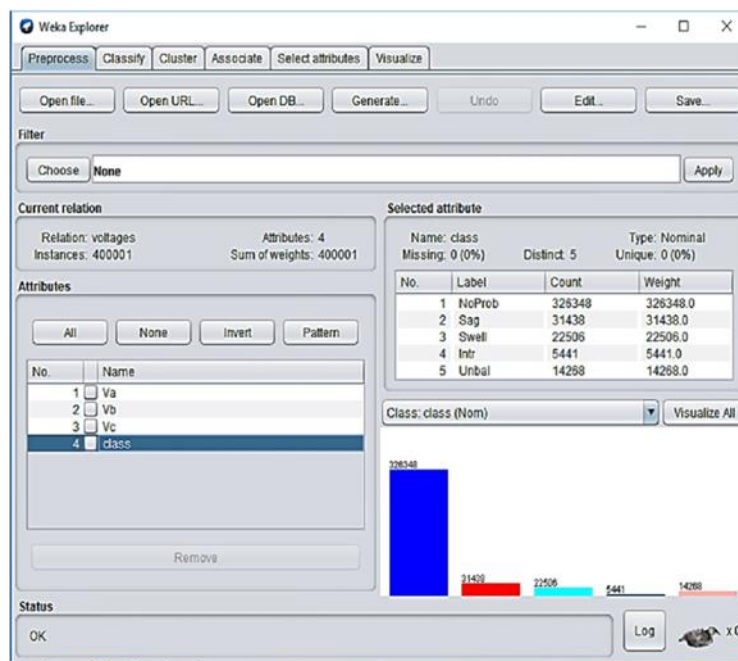 Weka Explorer
Preprocess Classify Cluster Associate Select attributes Visualize
Open file... Open URL... Open DB... Generate... Undo Edit... Save...
Filter
Choose None Apply
Current relation
Relation: voltages Attributes: 4
Instances: 400001 Sum of weights: 400001
Selected attribute
Name: class Type: Nominal
Missing: 0 (0%) Distinct: 5 Unique: 0 (0%)
No. Label Count Weight
1 NoProb 326348 326348.0
2 Sag 31438 31438.0
3 Swell 22506 22506.0
4 Intr 5441 5441.0
5 Unbal 14268 14268.0
Attributes
All None Invert Pattern
No. Name
1 Va
2 Vb
3 Vc
4 class
Remove
Class: class (Nom) Visualize All
326348
31438
22506
5441
14268
Status
OK
Log
x